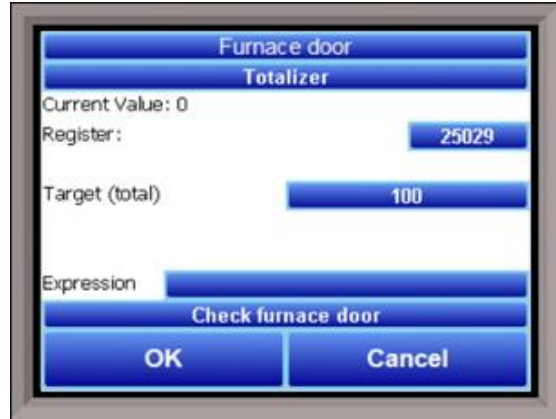 Furnace door
Totalizer
Current Value: 0
Register: 25029
Target (total) 100
Expression
Check furnace door
OK Cancel